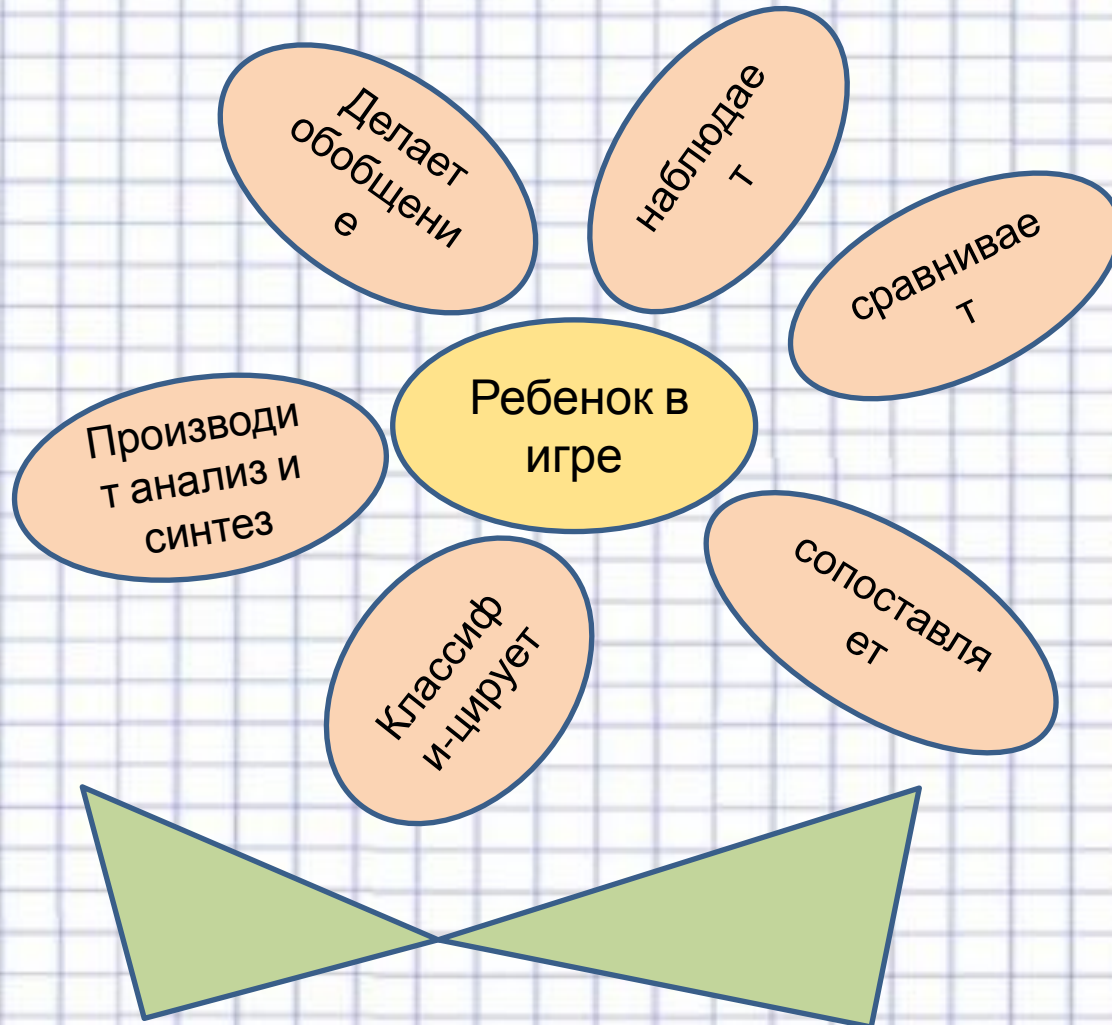 Делает
обобщени
е
наблюдае
т
сравнивае
т
Ребенок в
игре
Производи
т анализ и
синтез
сопоставля
ет
Классиф
и-цирует